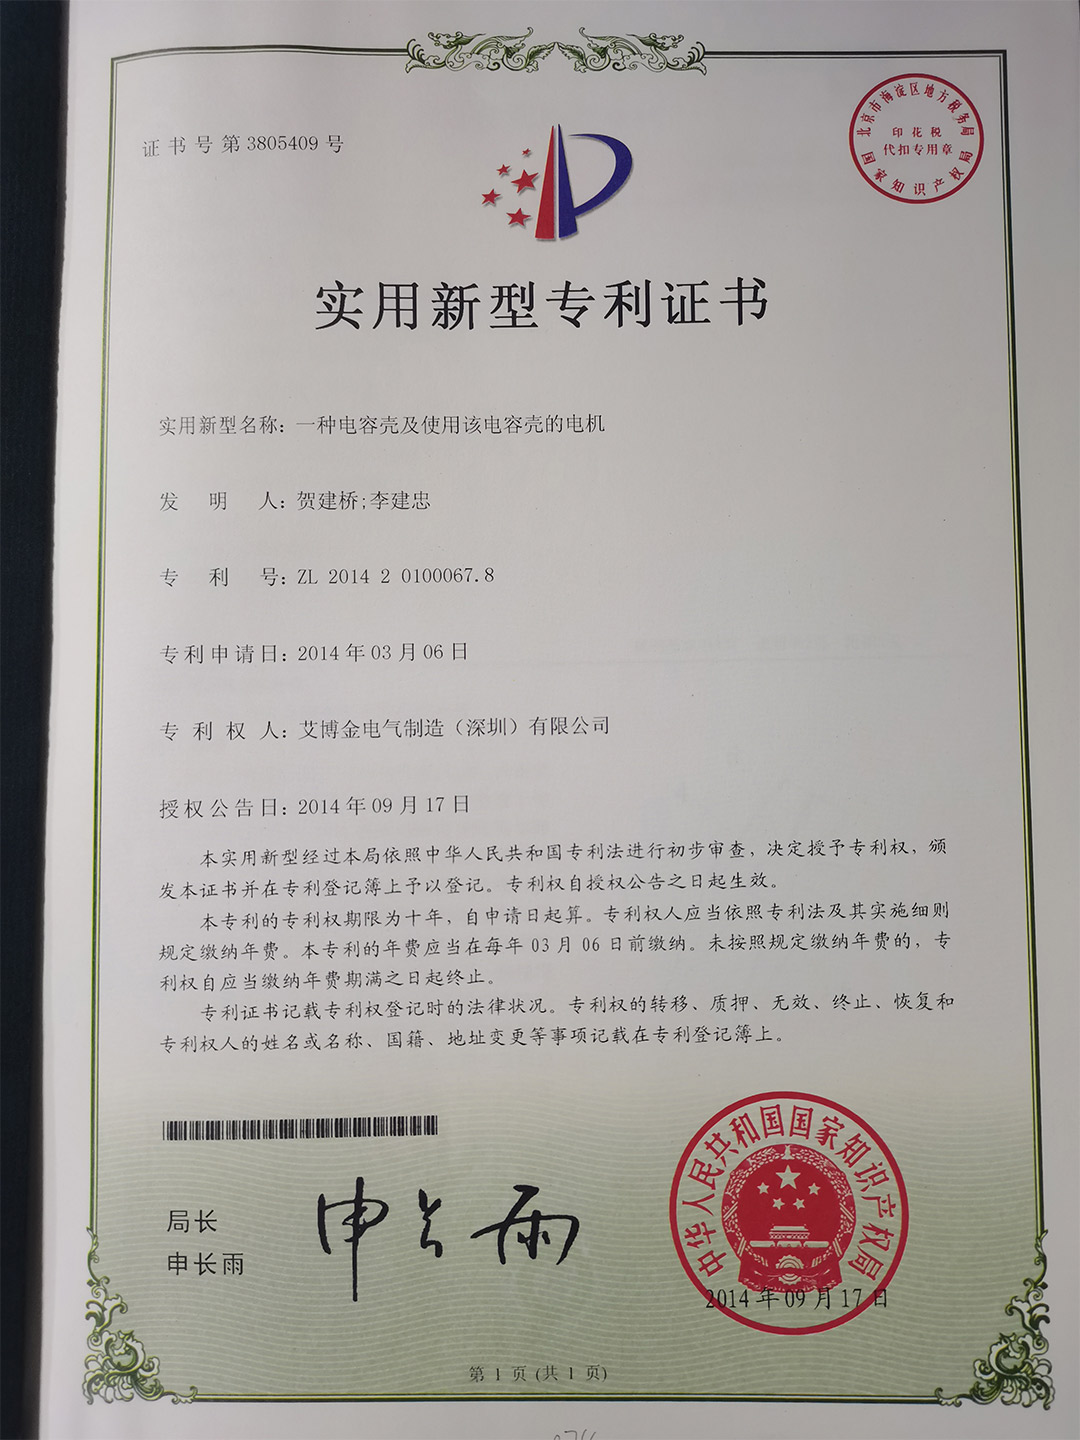 证书号第3805409号
北京市海淀区地方税务局
印花税
代扣专用章
国家知识产权局
实用新型专利证书
实用新型名称：一种电容壳及使用该电容壳的电机
发明人：贺建桥;李建忠
专利号：ZL 2014 2 0100067.8
专利申请日：2014年03月06日
专利权人：艾博金电气制造（深圳）有限公司
授权公告日：2014年09月17日
本实用新型经过本局依照中华人民共和国专利法进行初步审查，决定授予专利权，颁
发本证书并在专利登记簿上予以登记。专利权自授权公告之日起生效。
本专利的专利权期限为十年，自申请日起算。专利权人应当依照专利法及其实施细则
规定缴纳年费。本专利的年费应当在每年03月06日前缴纳。未按照规定缴纳年费的，专
利权自应当缴纳年费期满之日起终止。
专利证书记载专利权登记时的法律状况。专利权的转移、质押、无效、终止、恢复和
专利权人的姓名或名称、国籍、地址变更等事项记载在专利登记簿上。
局长
申长雨
申长雨
中华人民共和国国家知识产权局
2014年09月17日
第1页(共1页)